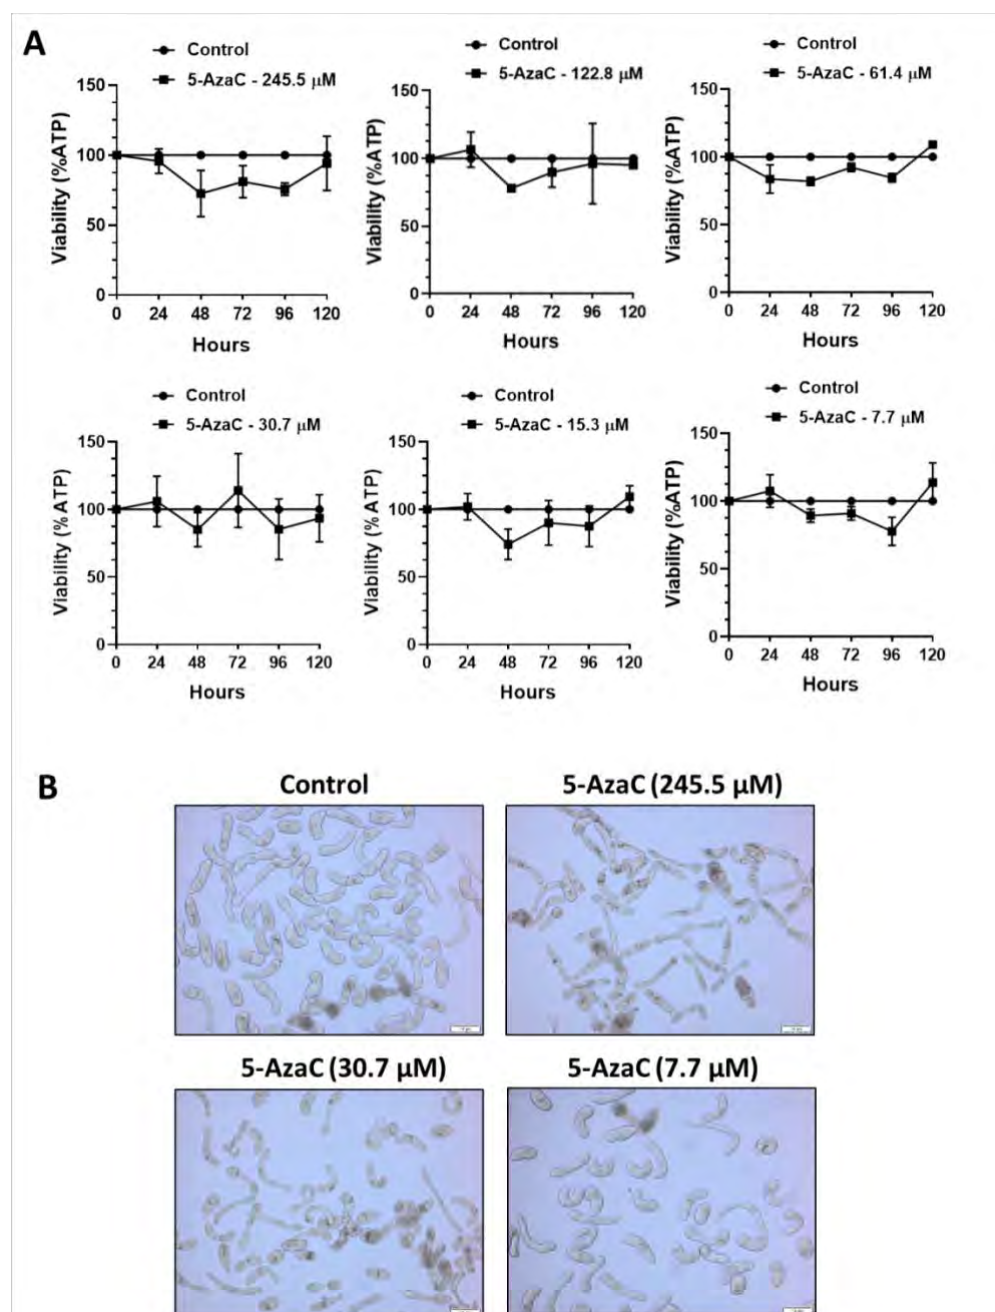 A
Control
5-AzaC - 245.5 μM
150
100
50
0
Viability (%ATP)
0 24 48 72 96 120
Hours
Control
5-AzaC - 122.8 μM
150
100
50
0
Viability (%ATP)
0 24 48 72 96 120
Hours
Control
5-AzaC - 61.4 μM
150
100
50
0
Viability (%ATP)
0 24 48 72 96 120
Hours
Control
5-AzaC - 30.7 μM
150
100
50
0
Viability (% ATP)
0 24 48 72 96 120
Hours
Control
5-AzaC - 15.3 μM
150
100
50
0
Viability (% ATP)
0 24 48 72 96 120
Hours
Control
5-AzaC - 7.7 μM
150
100
50
0
Viability (%ATP)
0 24 48 72 96 120
Hours
B
Control
5-AzaC (245.5 μM)
5-AzaC (30.7 μM)
5-AzaC (7.7 μM)